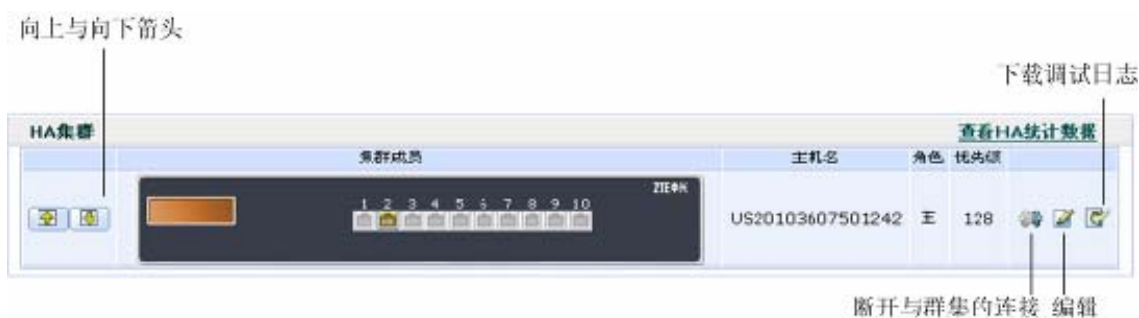 向上与向下箭头
下载调试日志
HA集群
查看HA统计数据
集群成员
主机名
角色
优先级
ZTE中兴
1 2 3 4 5 6 7 8 9 10
US20103607501242
主
128
断开与群集的连接
编辑